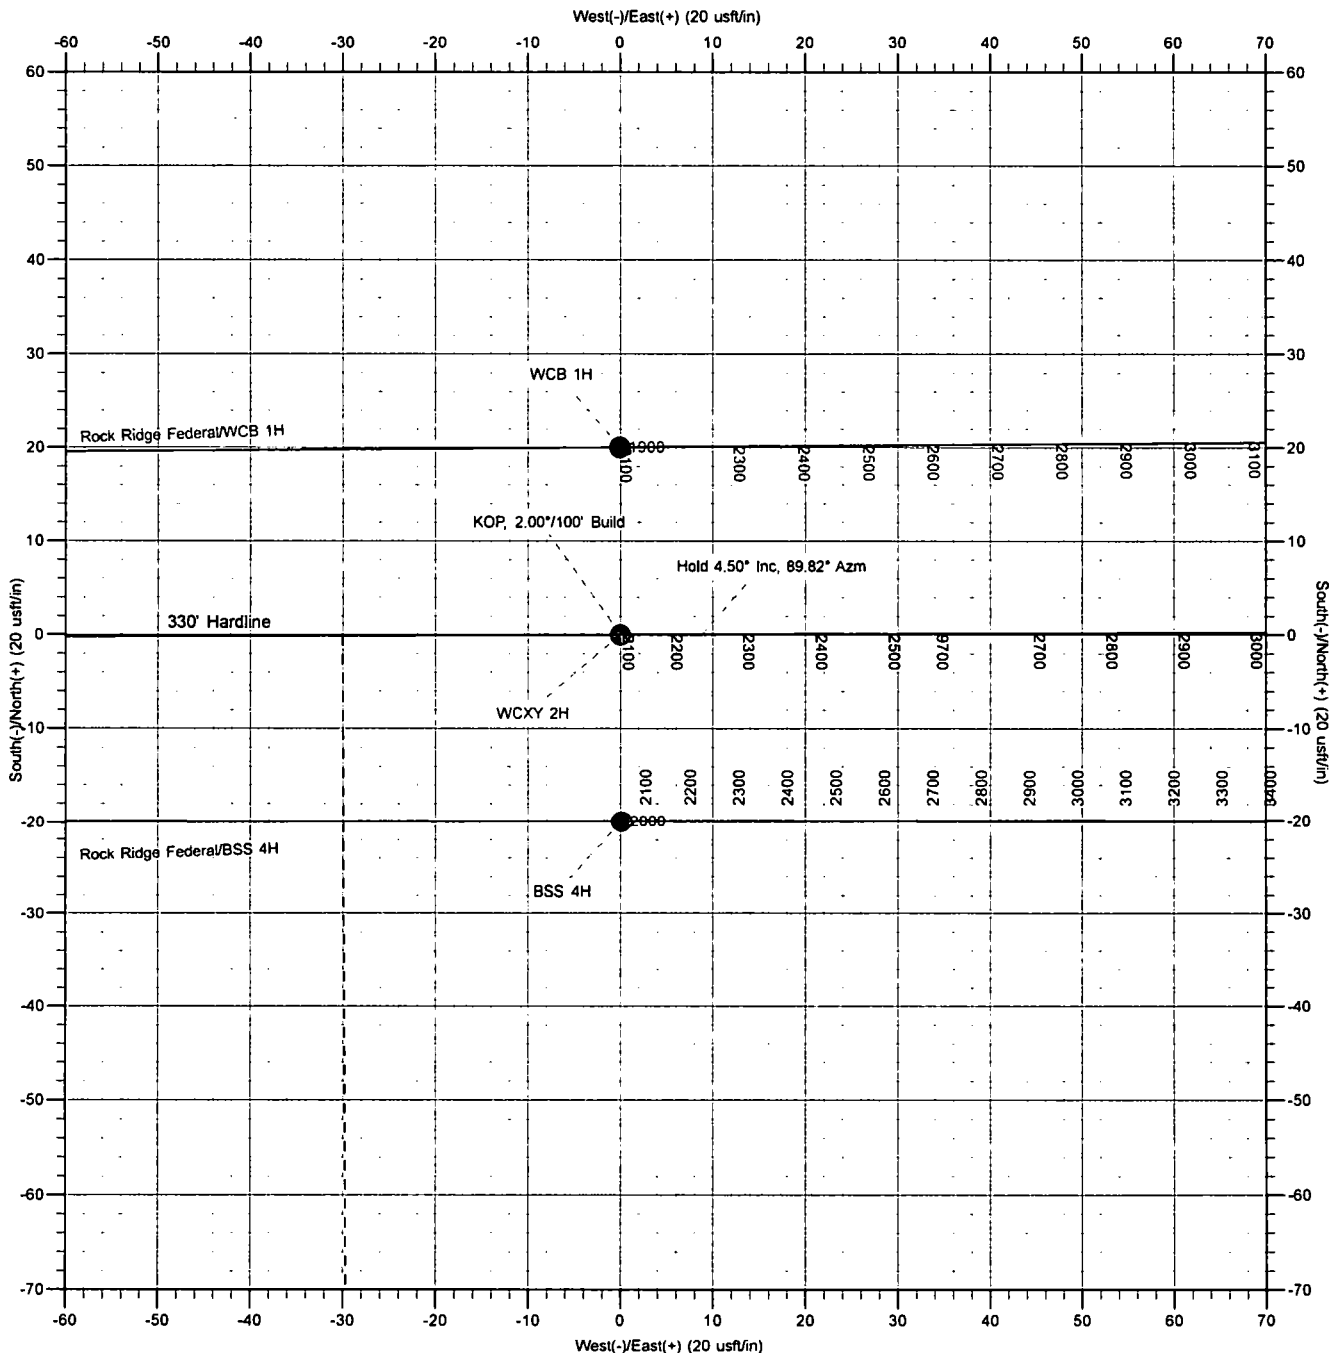 West(-)/East(+) (20 usft/in)
-60 -50 -40 -30 -20 -10 0 10 20 30 40 50 60 70
60 60
50 50
40 40
30 30
WCB 1H
Rock Ridge Federal/WCB 1H
20 1900 20
100 2300 2400 2500 2600 2700 2800 2900 3000 3100
KOP, 2.00°/100' Build
10 10
Hold 4.50° Inc, 89.82° Azm
330' Hardline
0 0
2200 2300 2400 2500 9700 2700 2800 2900 3000
WCXY 2H
South(-)/North(+) (20 usft/in)
South(-)/North(+) (20 usft/in)
-10 -10
2100 2200 2300 2400 2500 2600 2700 2800 2900 3000 3100 3200 3300 3400
-20 2000 -20
Rock Ridge Federal/BSS 4H
BSS 4H
-30 -30
-40 -40
-50 -50
-60 -60
-70 -70
-60 -50 -40 -30 -20 -10 0 10 20 30 40 50 60 70
West(-)/East(+) (20 usft/in)